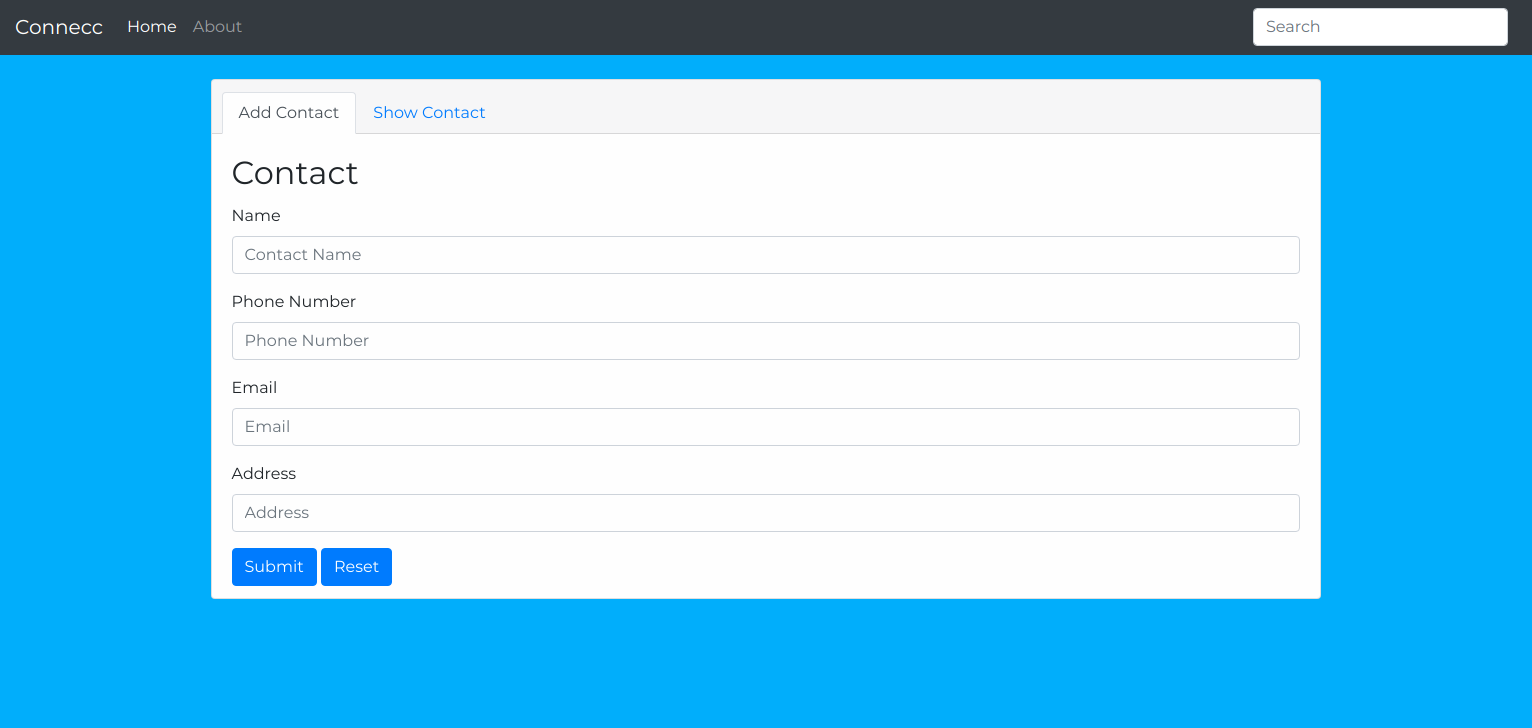 Connecc Home About Search
Add Contact Show Contact
Contact
Name
Contact Name
Phone Number
Phone Number
Email
Email
Address
Address
Submit Reset